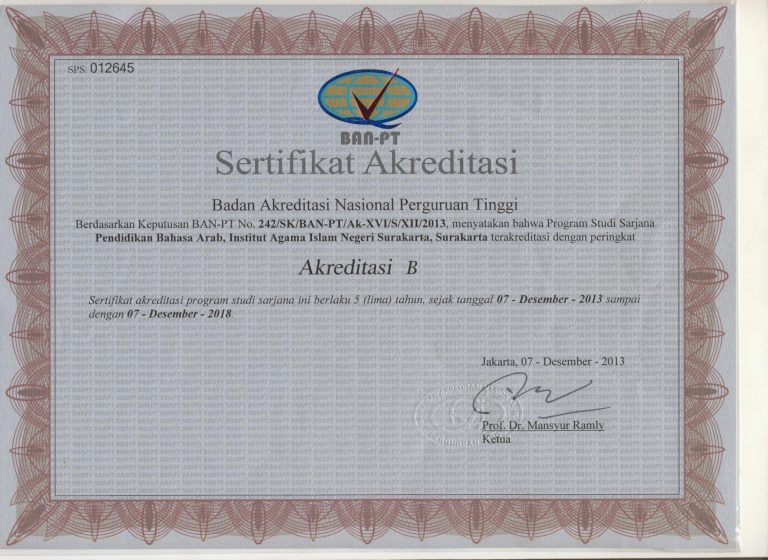 SPS: 012645
BAN-PT
Sertifikat Akreditasi
Badan Akreditasi Nasional Perguruan Tinggi
Berdasarkan Keputusan BAN-PT No. 242/SK/BAN-PT/Ak-XVI/S/XII/2013, menyatakan bahwa Program Studi Sarjana
Pendidikan Bahasa Arab, Institut Agama Islam Negeri Surakarta, Surakarta terakreditasi dengan peringkat
Akreditasi B
Sertifikat akreditasi program studi sarjana ini berlaku 5 (lima) tahun, sejak tanggal 07 - Desember - 2013 sampai
dengan 07 - Desember - 2018.
Jakarta, 07 - Desember - 2013
Prof. Dr. Mansyur Ramly
Ketua